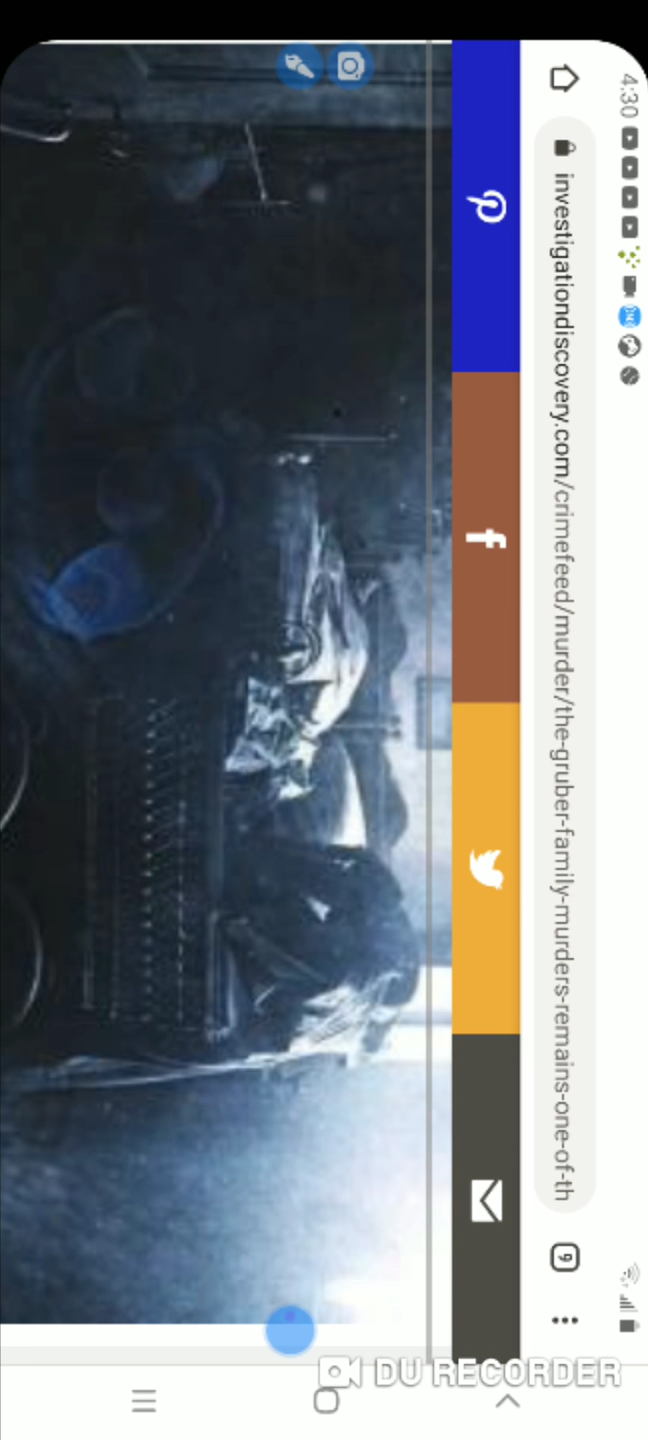 4:30
investigationdiscovery.com/crimefeed/murder/the-gruber-family-murders-remains-one-of-th
9
DU RECORDER